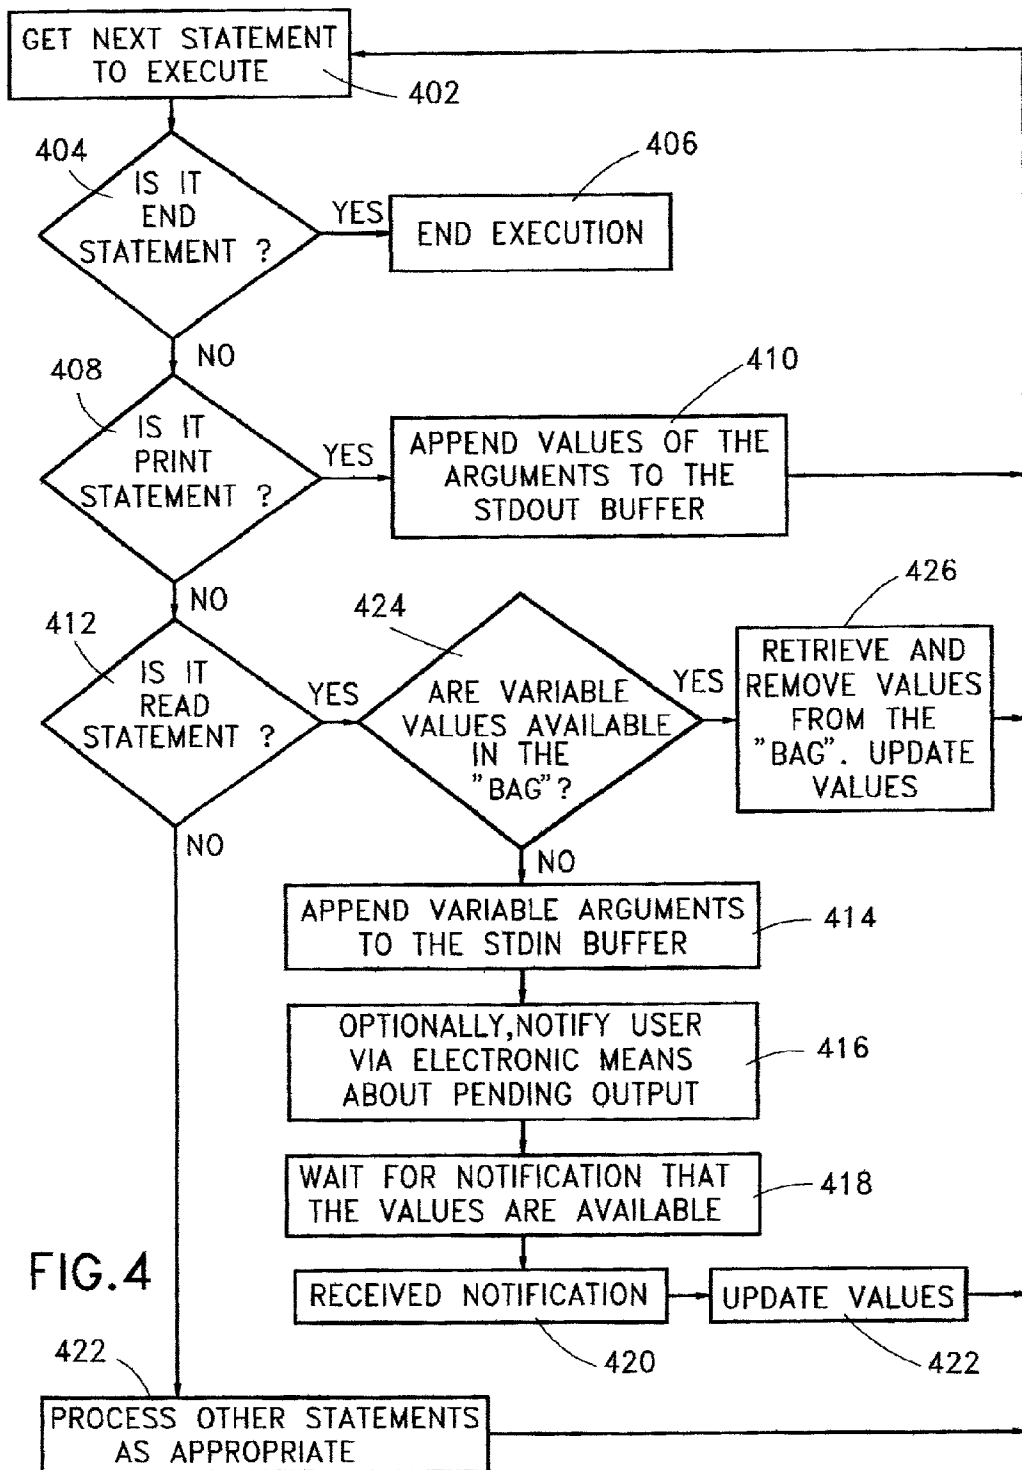 GET NEXT STATEMENT
TO EXECUTE
402
404
IS IT
END
STATEMENT ?
YES
406
END EXECUTION
NO
408
IS IT
PRINT
STATEMENT ?
YES
410
APPEND VALUES OF THE
ARGUMENTS TO THE
STDOUT BUFFER
NO
412
IS IT
READ
STATEMENT ?
YES
424
ARE VARIABLE
VALUES AVAILABLE
IN THE
"BAG"?
YES
426
RETRIEVE AND
REMOVE VALUES
FROM THE
"BAG". UPDATE
VALUES
NO
NO
APPEND VARIABLE ARGUMENTS
TO THE STDIN BUFFER
414
OPTIONALLY,NOTIFY USER
VIA ELECTRONIC MEANS
ABOUT PENDING OUTPUT
416
WAIT FOR NOTIFICATION THAT
THE VALUES ARE AVAILABLE
418
FIG.4
RECEIVED NOTIFICATION
420
UPDATE VALUES
422
422
PROCESS OTHER STATEMENTS
AS APPROPRIATE